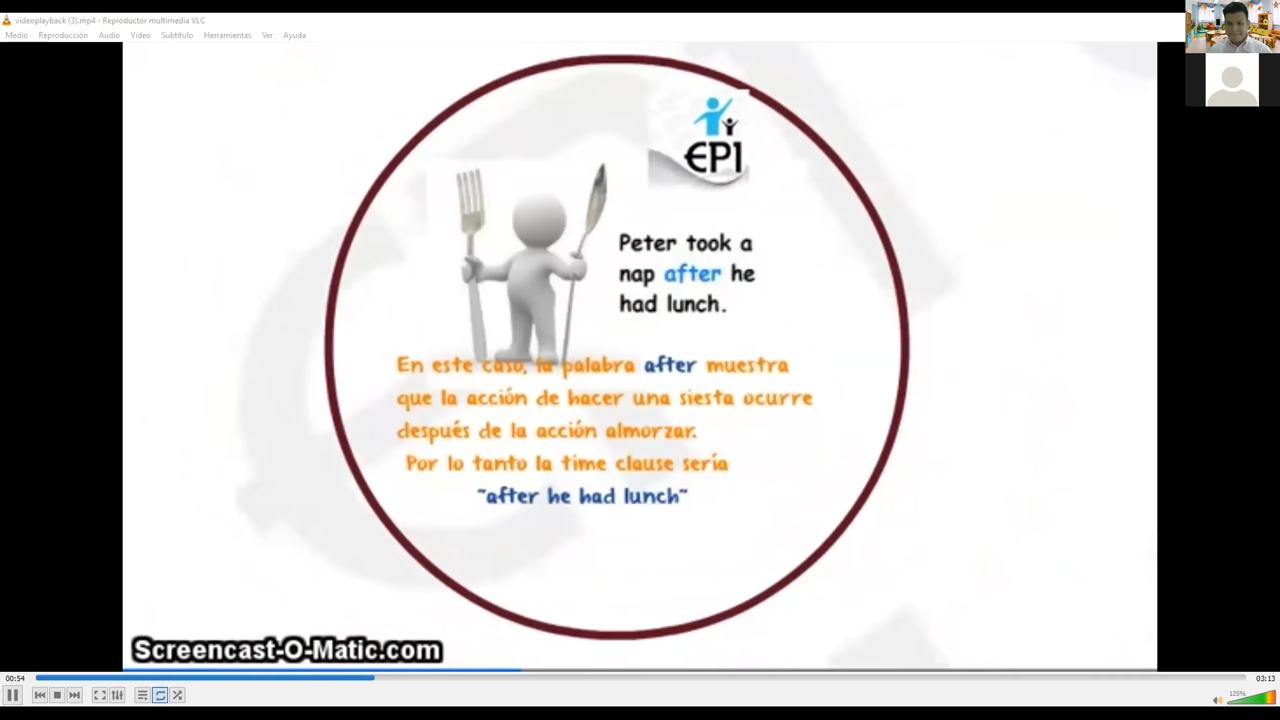 videoplayback (3).mp4 - Reproductor multimedia VLC
Medio Reproducción Audio Vídeo Subtítulo Herramientas Ver Ayuda
€PI
Peter took a
nap after he
had lunch.
En este caso, la palabra after muestra
que la acción de hacer una siesta ocurre
después de la acción almorzar.
Por lo tanto la time clause sería
"after he had lunch"
Screencast-O-Matic.com
00:54 03:13
125%